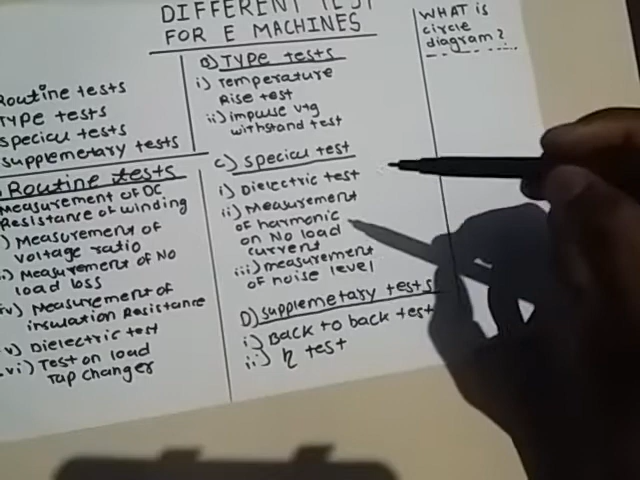 DIFFERENT TEST
FOR E MACHINES
Routine tests
TYPE tests
special tests
supplemetary tests
Routine tests
Measurement of DC
Resistance of winding
) Measurement of
voltage ratio
i) Measurement of No
load loss
iv) Measurement of
insulation Resistance
v) Dielectric test
vi) Test on load
Tap changer
B) TYPE tests
i) Temperature
Rise test
ii) impulse vtg
withstand test
C) special test
i) Dielectric test
ii) Measurement
of harmonic
on No load
current
iii) measurement
of noise level
D) supplemetary tests
i) Back to back test
ii) η test
WHAT is
circle
diagram?